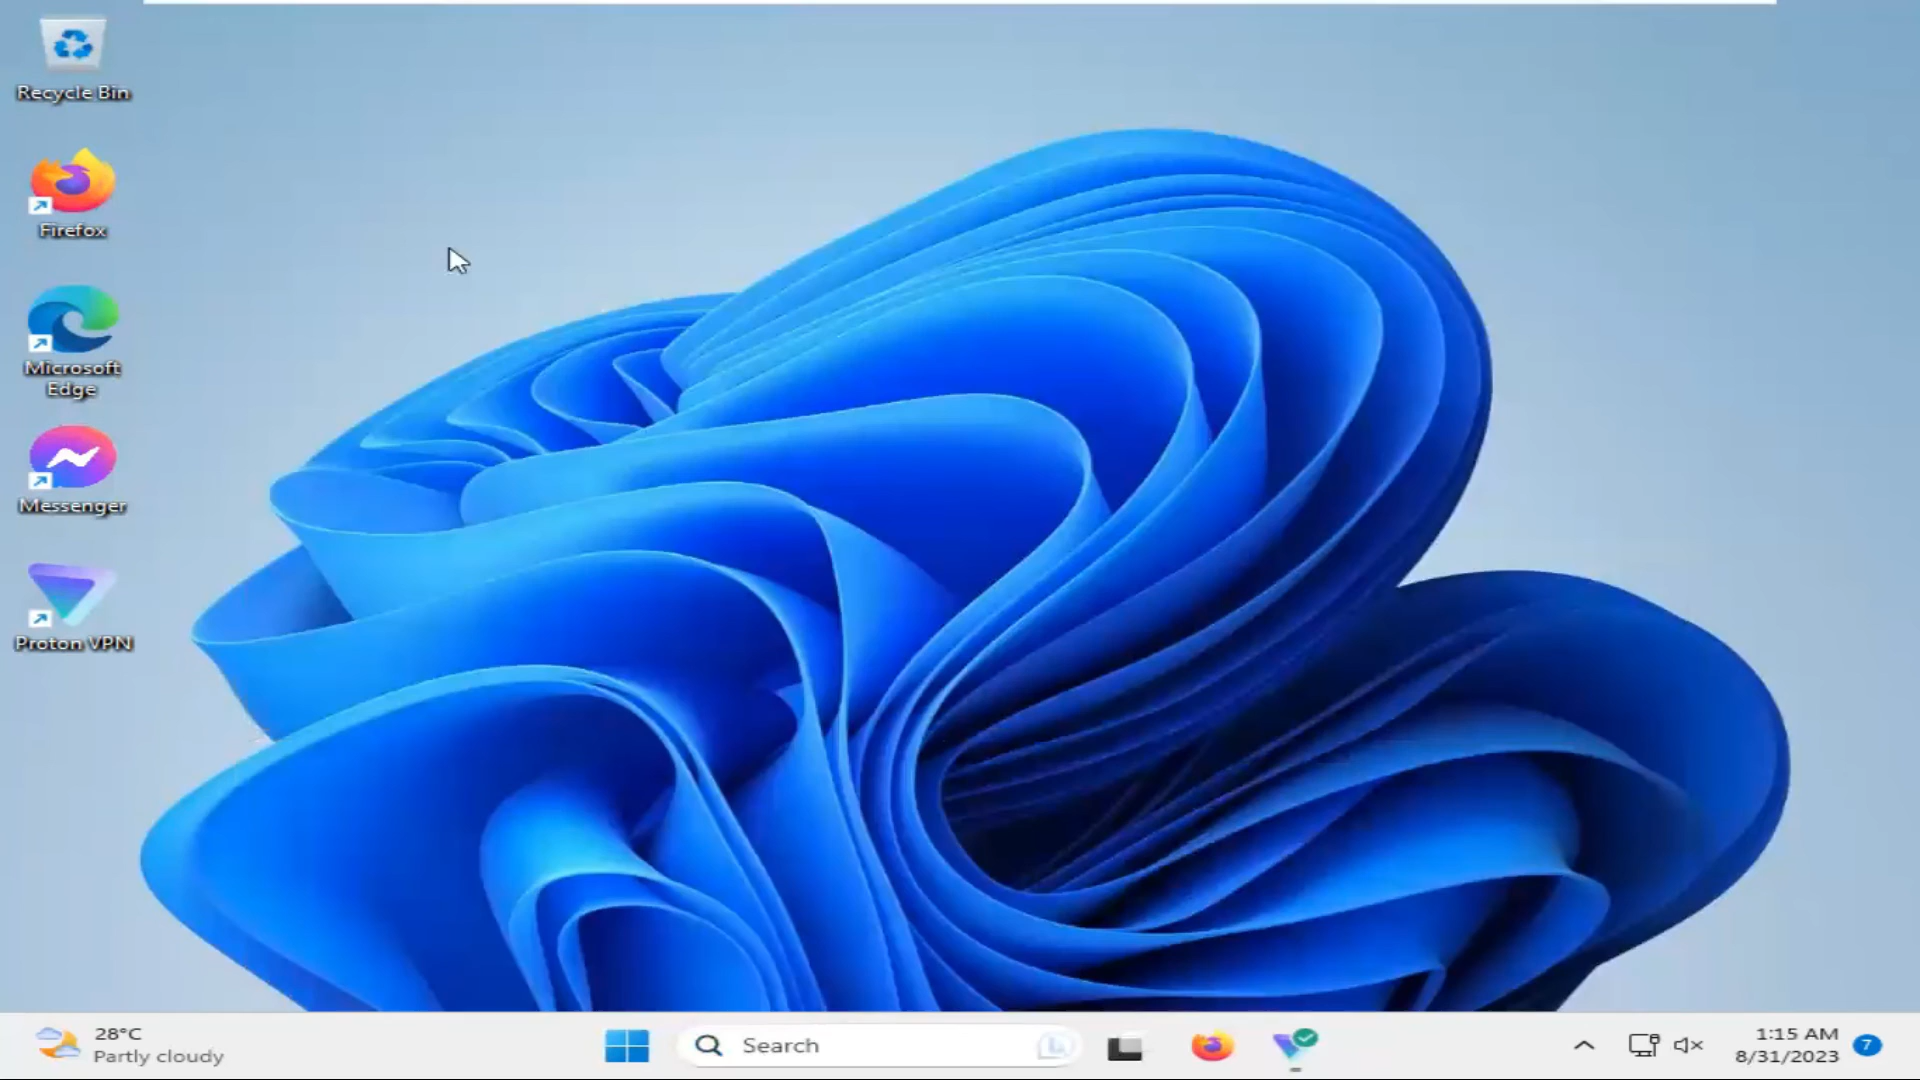 Recycle Bin
Firefox
Microsoft
Edge
Messenger
Proton VPN
28°C
Partly cloudy
Search
1:15 AM
8/31/2023
7